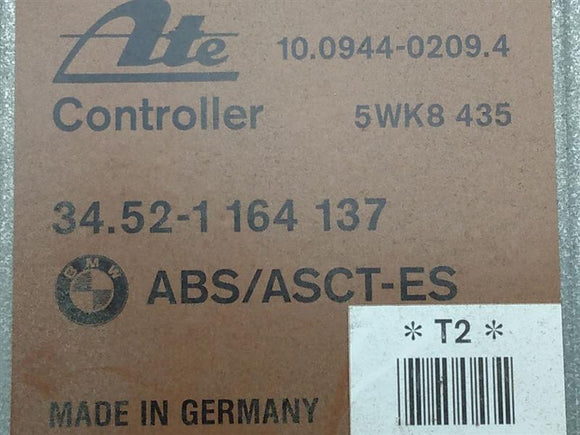 Ate 10.0944-0209.4
Controller 5WK8 435
34.52-1 164 137
BMW ABS/ASCT-ES
* T2 *
MADE IN GERMANY